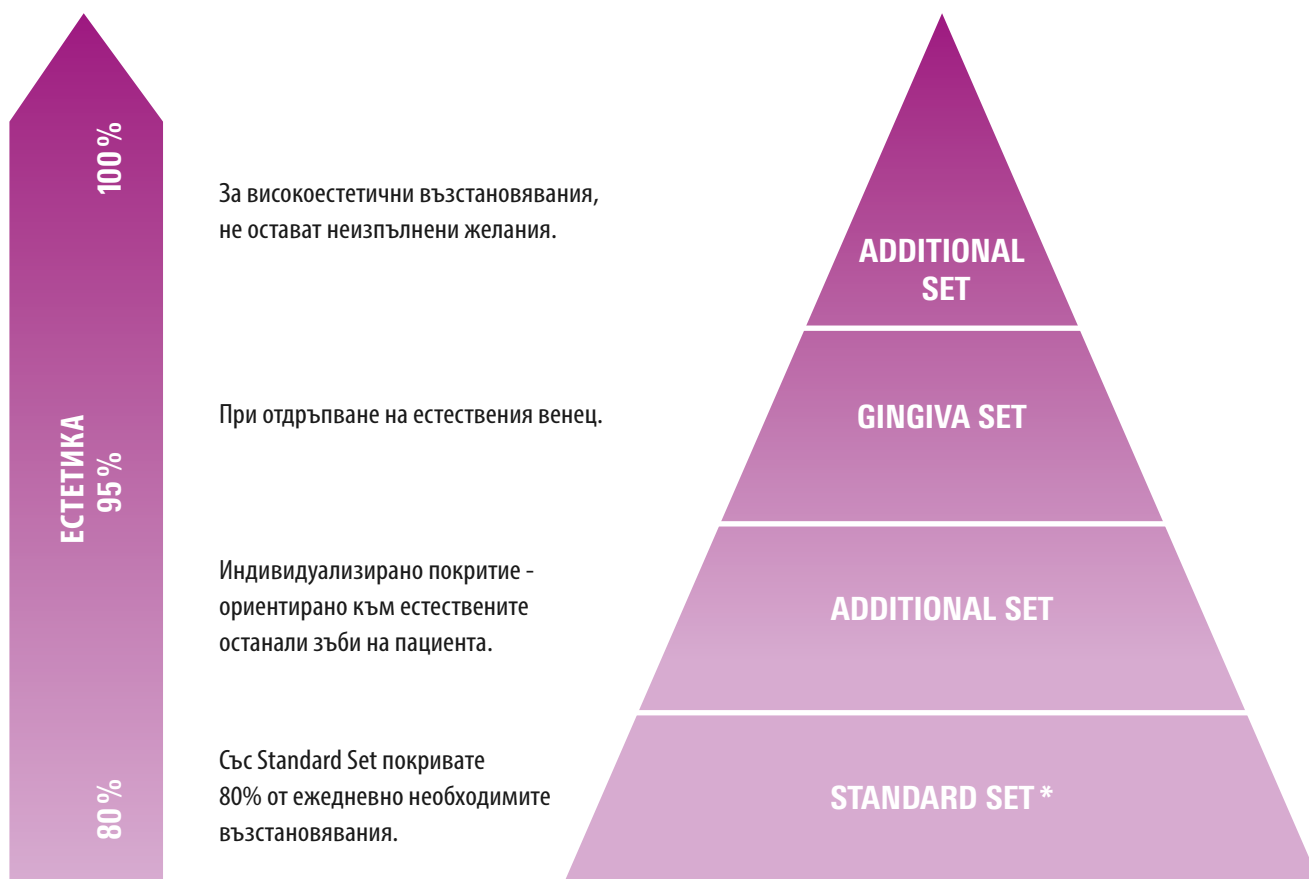 100 %
ЕСТЕТИКА
95 %
80 %
За високоестетични възстановявания,
не остават неизпълнени желания.
ADDITIONAL
SET
При отдръпване на естествения венец.
GINGIVA SET
Индивидуализирано покритие -
ориентирано към естествените
останали зъби на пациента.
ADDITIONAL SET
Със Standard Set покривате
80% от ежедневно необходимите
възстановявания.
STANDARD SET *